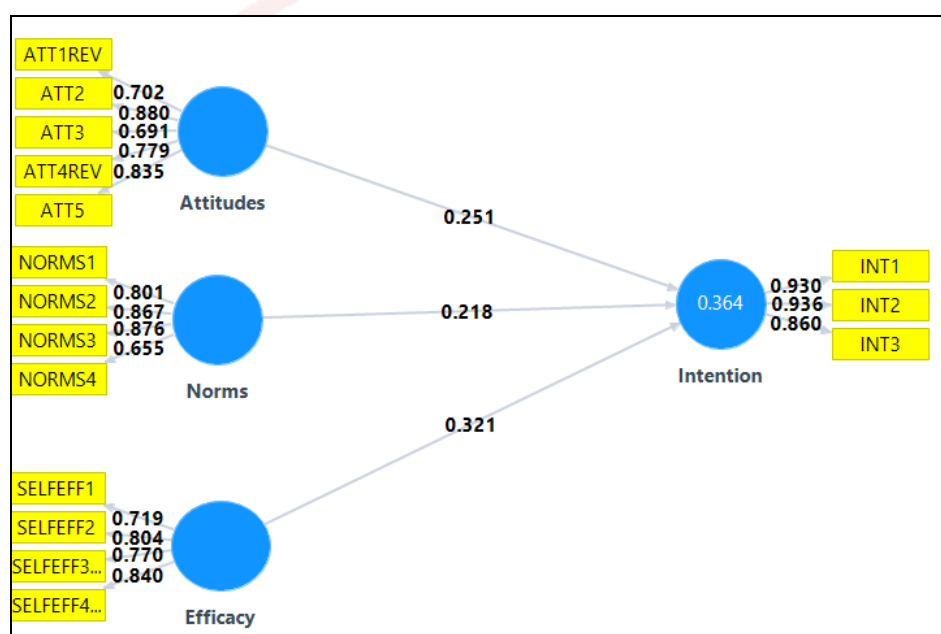 ATT1REV
ATT2
ATT3
ATT4REV
ATT5
0.702
0.880
0.691
0.779
0.835
Attitudes
0.251
NORMS1
NORMS2
NORMS3
NORMS4
0.801
0.867
0.876
0.655
Norms
0.218
SELFEFF1
SELFEFF2
SELFEFF3...
SELFEFF4...
0.719
0.804
0.770
0.840
Efficacy
0.321
0.364
Intention
0.930
0.936
0.860
INT1
INT2
INT3